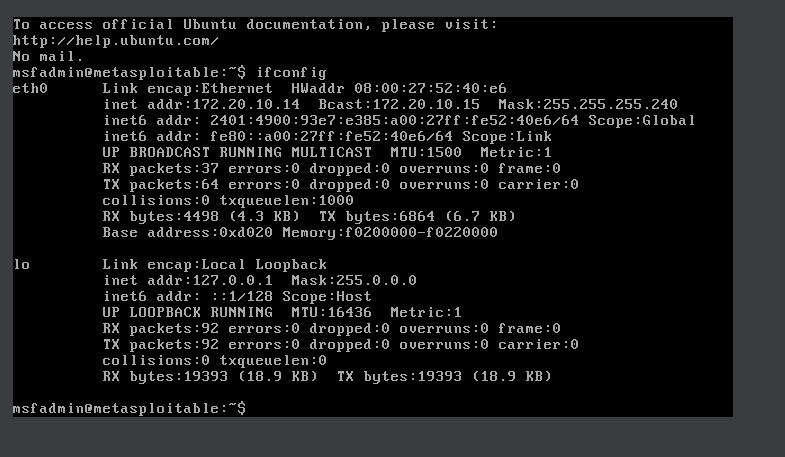 To access official Ubuntu documentation, please visit:
http://help.ubuntu.com/
No mail.
msfadmin@metasploitable:~$ ifconfig
eth0      Link encap:Ethernet  HWaddr 08:00:27:52:40:e6
          inet addr:172.20.10.14  Bcast:172.20.10.15  Mask:255.255.255.240
          inet6 addr: 2401:4900:93e7:e385:a00:27ff:fe52:40e6/64 Scope:Global
          inet6 addr: fe80::a00:27ff:fe52:40e6/64 Scope:Link
          UP BROADCAST RUNNING MULTICAST  MTU:1500  Metric:1
          RX packets:37 errors:0 dropped:0 overruns:0 frame:0
          TX packets:64 errors:0 dropped:0 overruns:0 carrier:0
          collisions:0 txqueuelen:1000
          RX bytes:4498 (4.3 KB)  TX bytes:6864 (6.7 KB)
          Base address:0xd020 Memory:f0200000-f0220000
lo        Link encap:Local Loopback
          inet addr:127.0.0.1  Mask:255.0.0.0
          inet6 addr: ::1/128 Scope:Host
          UP LOOPBACK RUNNING  MTU:16436  Metric:1
          RX packets:92 errors:0 dropped:0 overruns:0 frame:0
          TX packets:92 errors:0 dropped:0 overruns:0 carrier:0
          collisions:0 txqueuelen:0
          RX bytes:19393 (18.9 KB)  TX bytes:19393 (18.9 KB)
msfadmin@metasploitable:~$